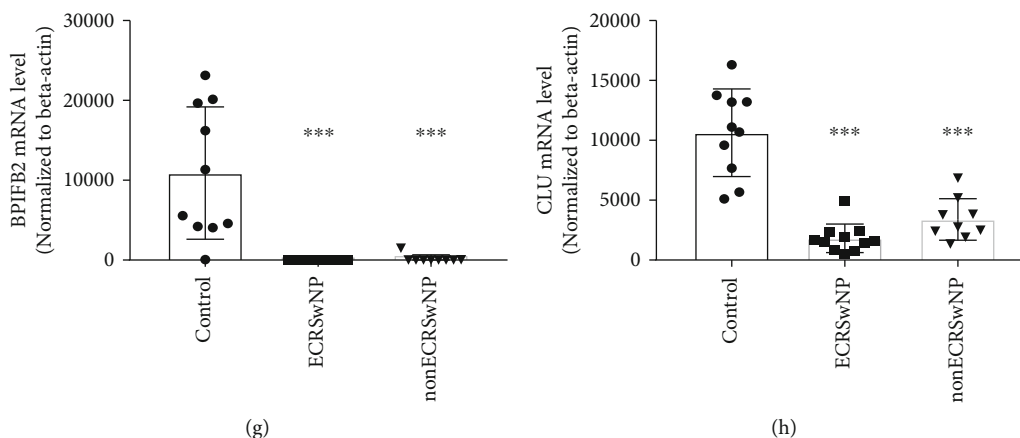 BPIFB2 mRNA level
(Normalized to beta-actin)
30000
20000
10000
0
***
***
Control
ECRSwNP
nonECRSwNP
(g)
CLU mRNA level
(Normalized to beta-actin)
20000
15000
10000
5000
0
***
***
Control
ECRSwNP
nonECRSwNP
(h)